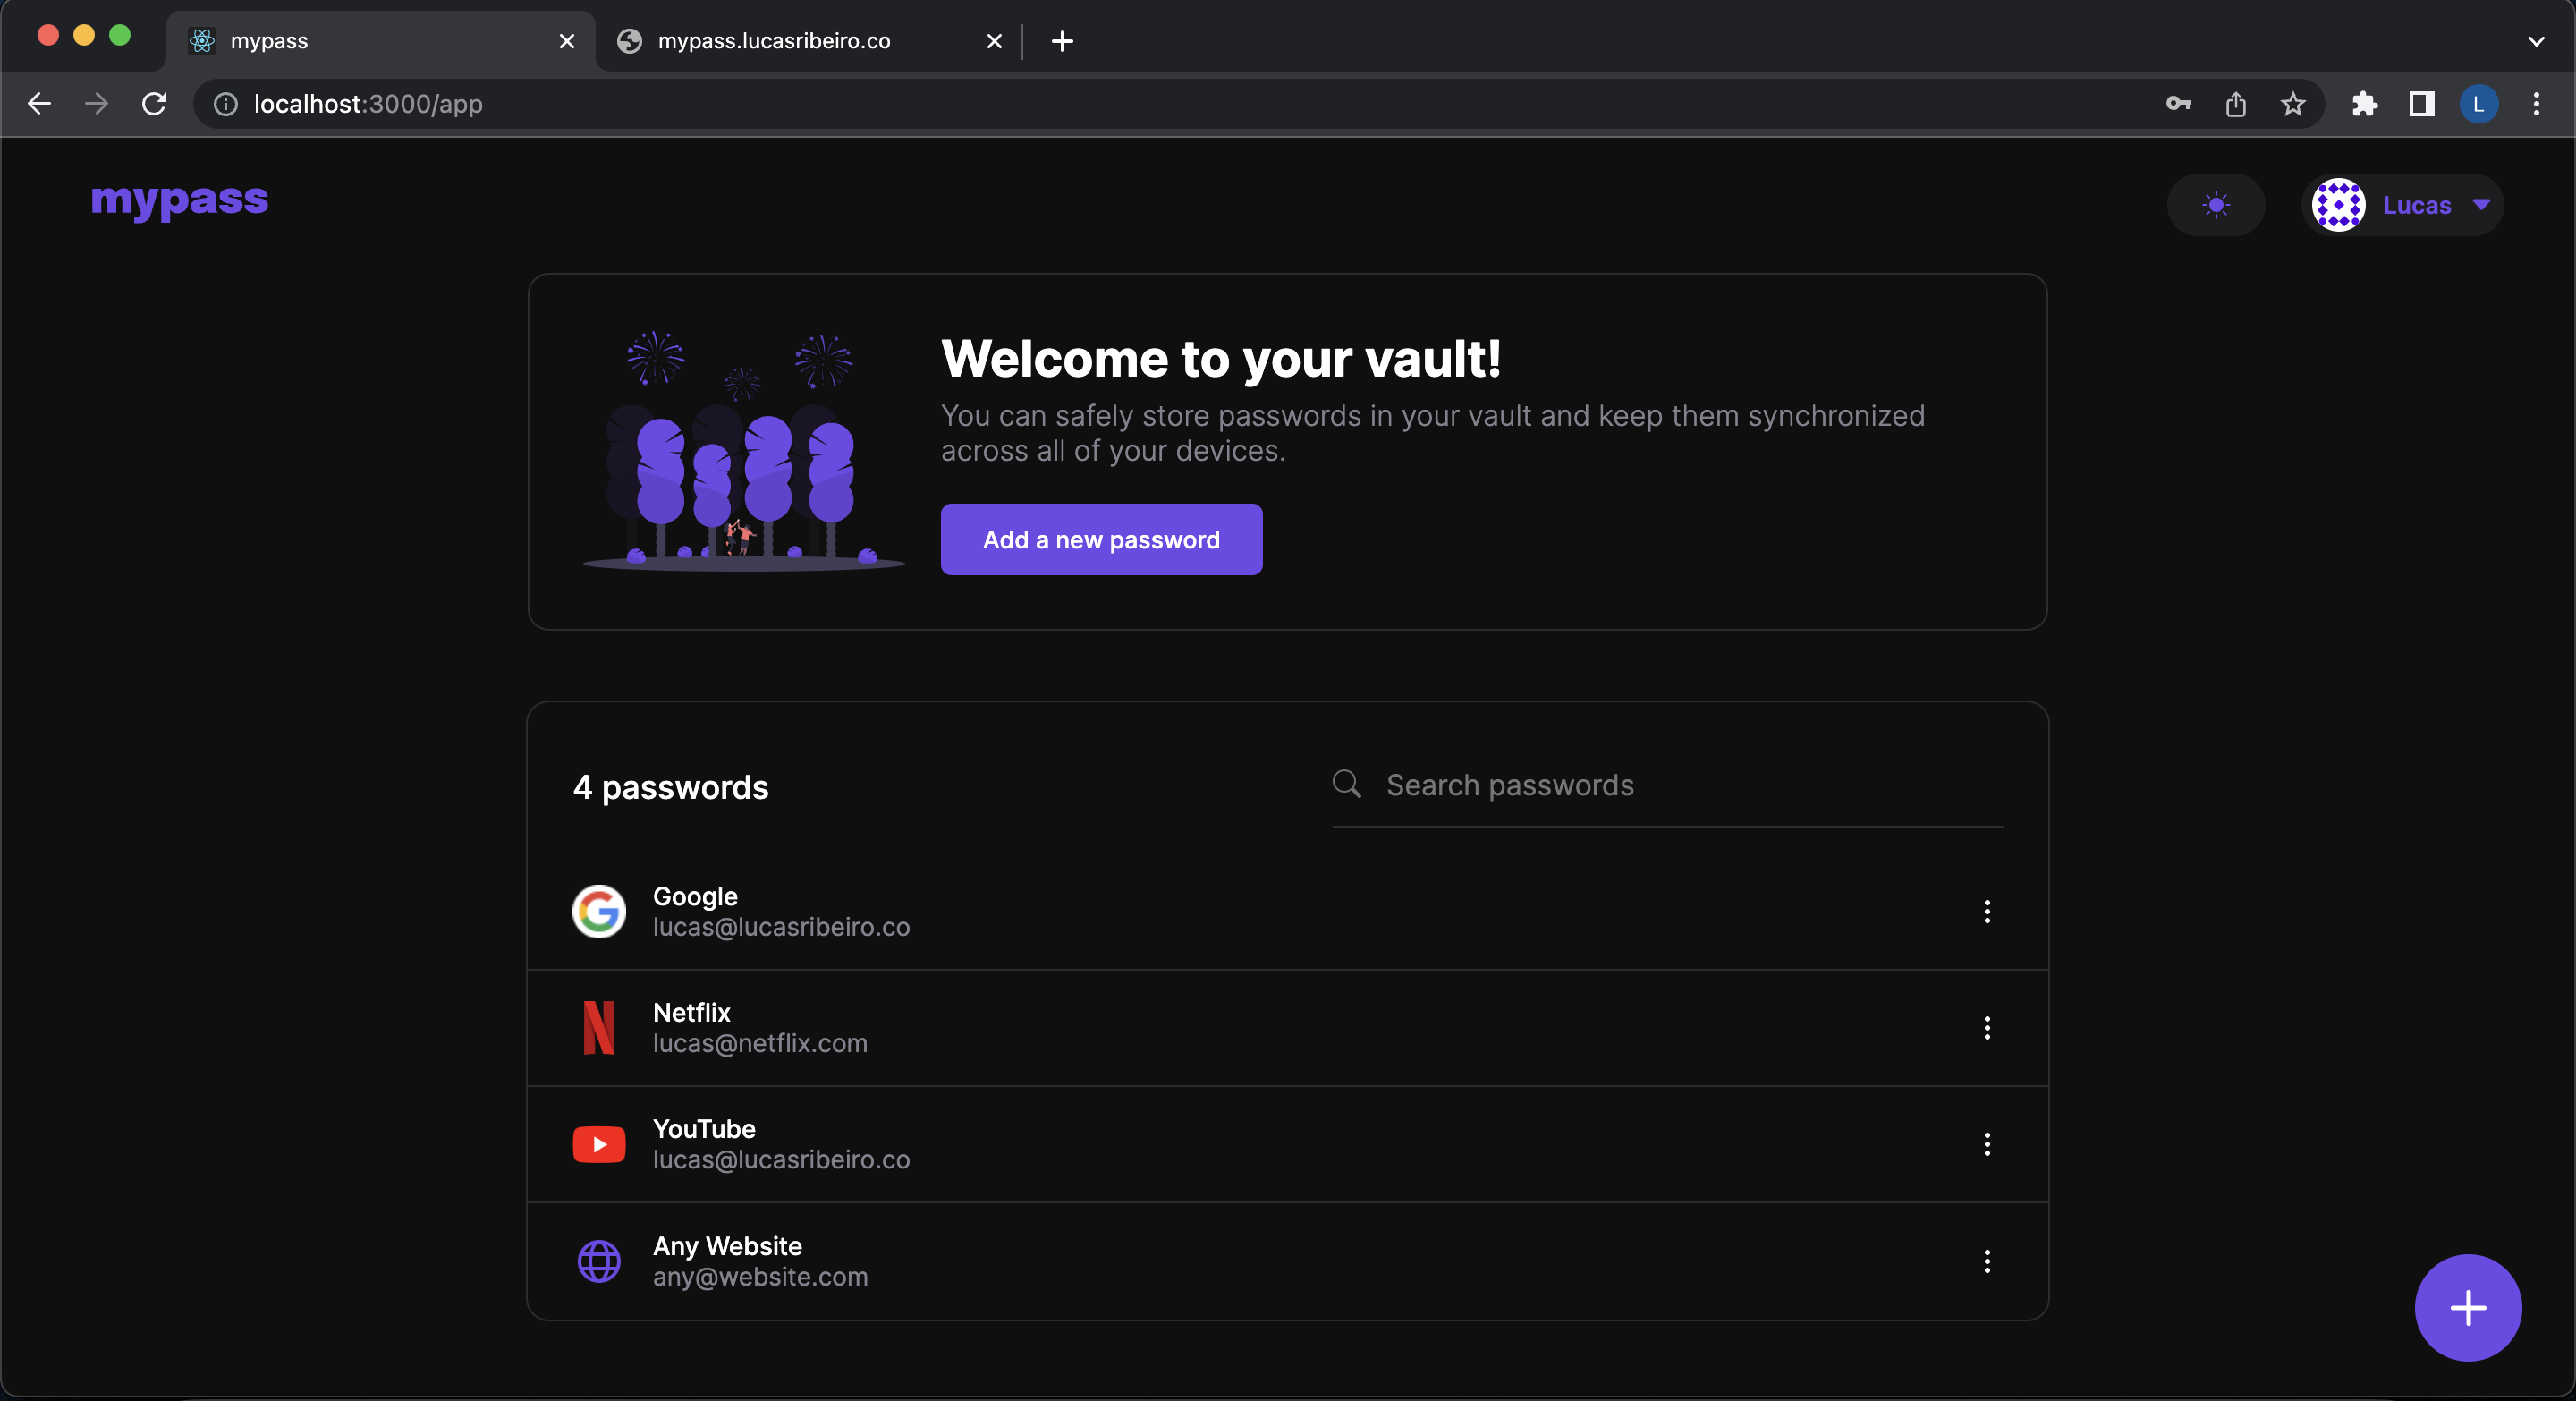 mypass
mypass.lucasribeiro.co
localhost:3000/app
L
mypass
Lucas
Welcome to your vault!
You can safely store passwords in your vault and keep them synchronized
across all of your devices.
Add a new password
4 passwords
Search passwords
Google
lucas@lucasribeiro.co
Netflix
lucas@netflix.com
YouTube
lucas@lucasribeiro.co
Any Website
any@website.com